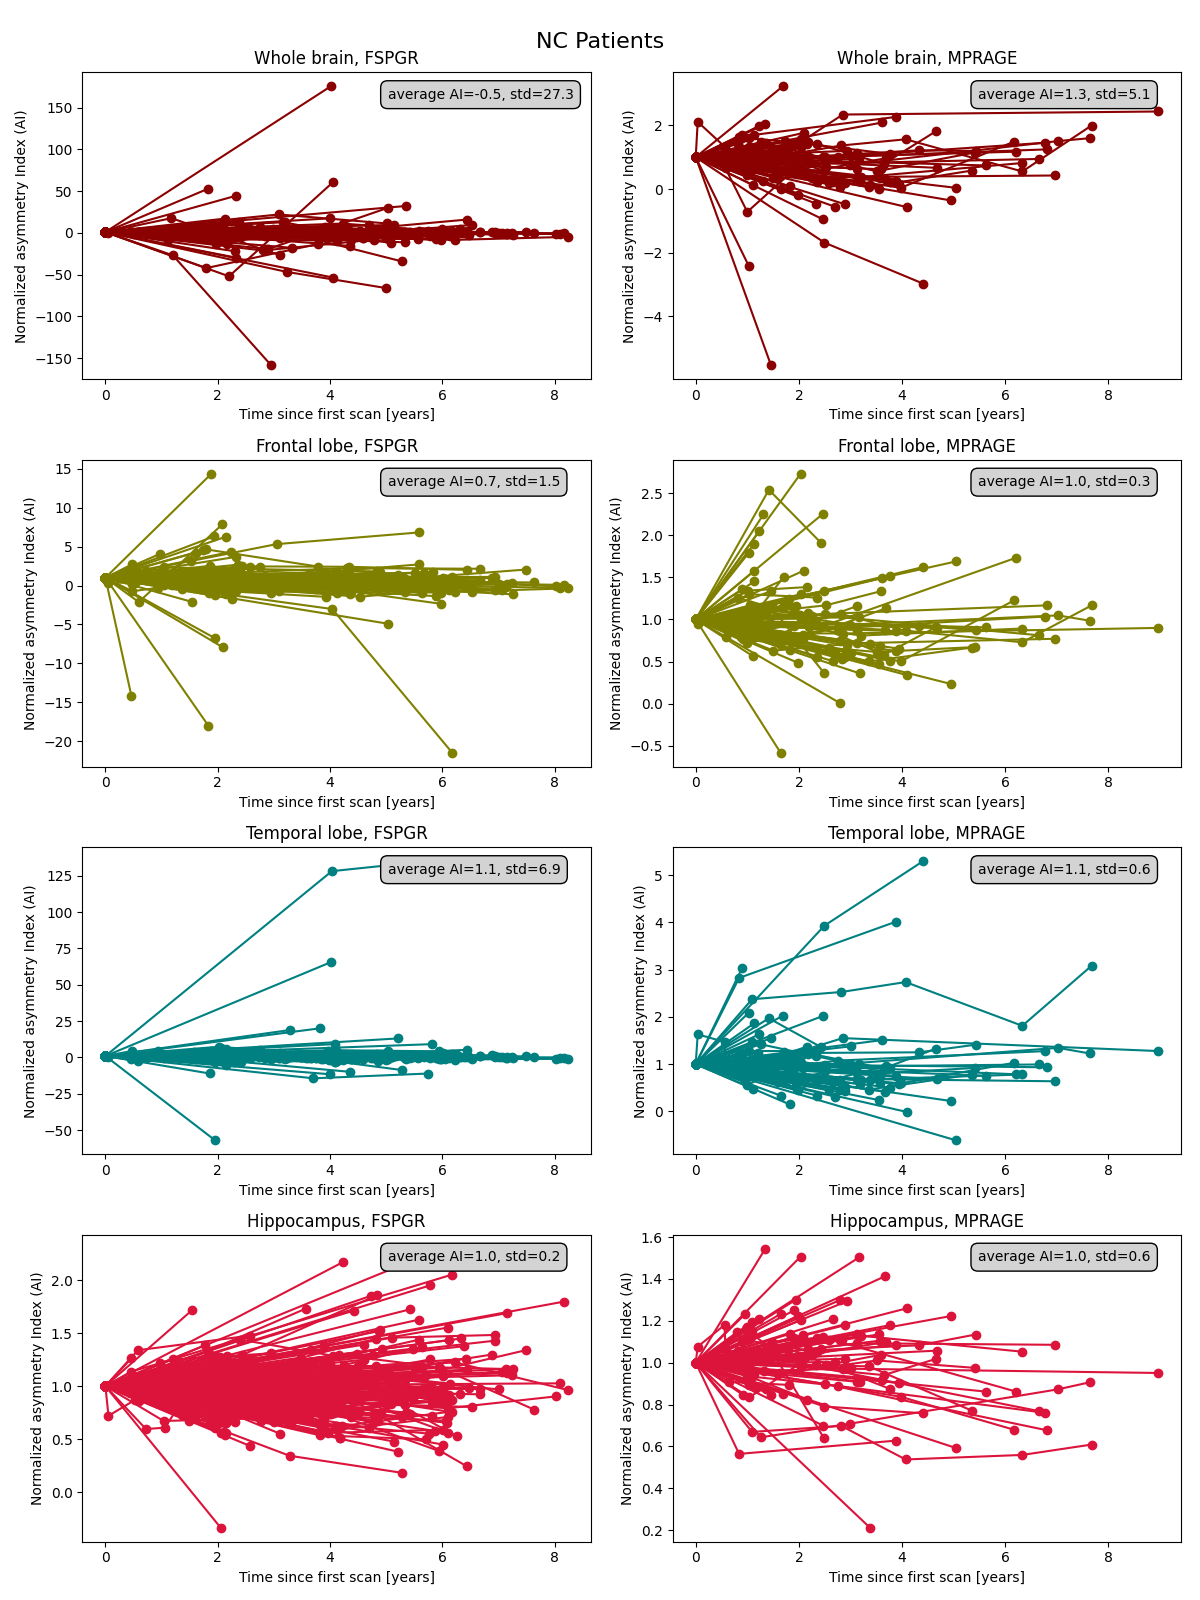 NC Patients
Whole brain, FSPGR
average AI=-0.5, std=27.3
Normalized asymmetry Index (AI)
150
100
50
0
−50
−100
−150
0 2 4 6 8
Time since first scan [years]
Whole brain, MPRAGE
average AI=1.3, std=5.1
Normalized asymmetry Index (AI)
2
0
−2
−4
0 2 4 6 8
Time since first scan [years]
Frontal lobe, FSPGR
average AI=0.7, std=1.5
Normalized asymmetry Index (AI)
15
10
5
0
−5
−10
−15
−20
0 2 4 6 8
Time since first scan [years]
Frontal lobe, MPRAGE
average AI=1.0, std=0.3
Normalized asymmetry Index (AI)
2.5
2.0
1.5
1.0
0.5
0.0
−0.5
0 2 4 6 8
Time since first scan [years]
Temporal lobe, FSPGR
average AI=1.1, std=6.9
Normalized asymmetry Index (AI)
125
100
75
50
25
0
−25
−50
0 2 4 6 8
Time since first scan [years]
Temporal lobe, MPRAGE
average AI=1.1, std=0.6
Normalized asymmetry Index (AI)
5
4
3
2
1
0
0 2 4 6 8
Time since first scan [years]
Hippocampus, FSPGR
average AI=1.0, std=0.2
Normalized asymmetry Index (AI)
2.0
1.5
1.0
0.5
0.0
0 2 4 6 8
Time since first scan [years]
Hippocampus, MPRAGE
average AI=1.0, std=0.6
Normalized asymmetry Index (AI)
1.6
1.4
1.2
1.0
0.8
0.6
0.4
0.2
0 2 4 6 8
Time since first scan [years]